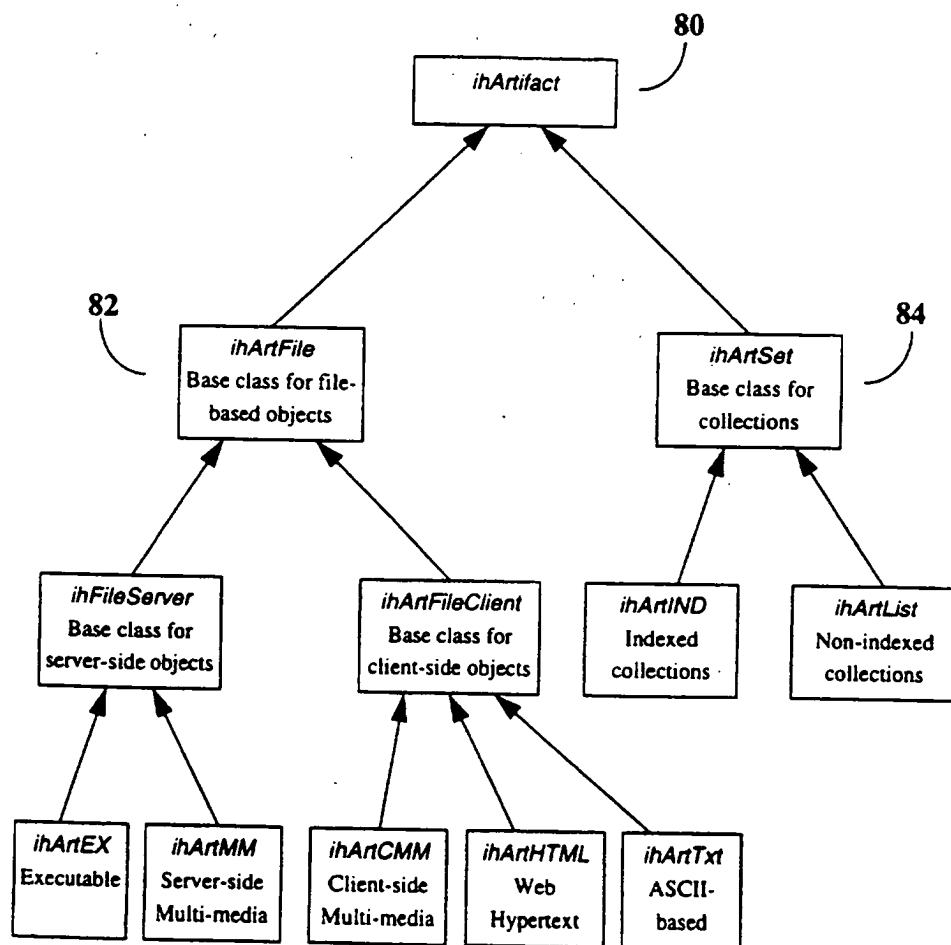 80
ihArtifact
82
84
ihArtFile
Base class for file-
based objects
ihArtSet
Base class for
collections
ihFileServer
Base class for
server-side objects
ihArtFileClient
Base class for
client-side objects
ihArtIND
Indexed
collections
ihArtList
Non-indexed
collections
ihArtEX
Executable
ihArtMM
Server-side
Multi-media
ihArtCMM
Client-side
Multi-media
ihArtHTML
Web
Hypertext
ihArtTxt
ASCII-
based